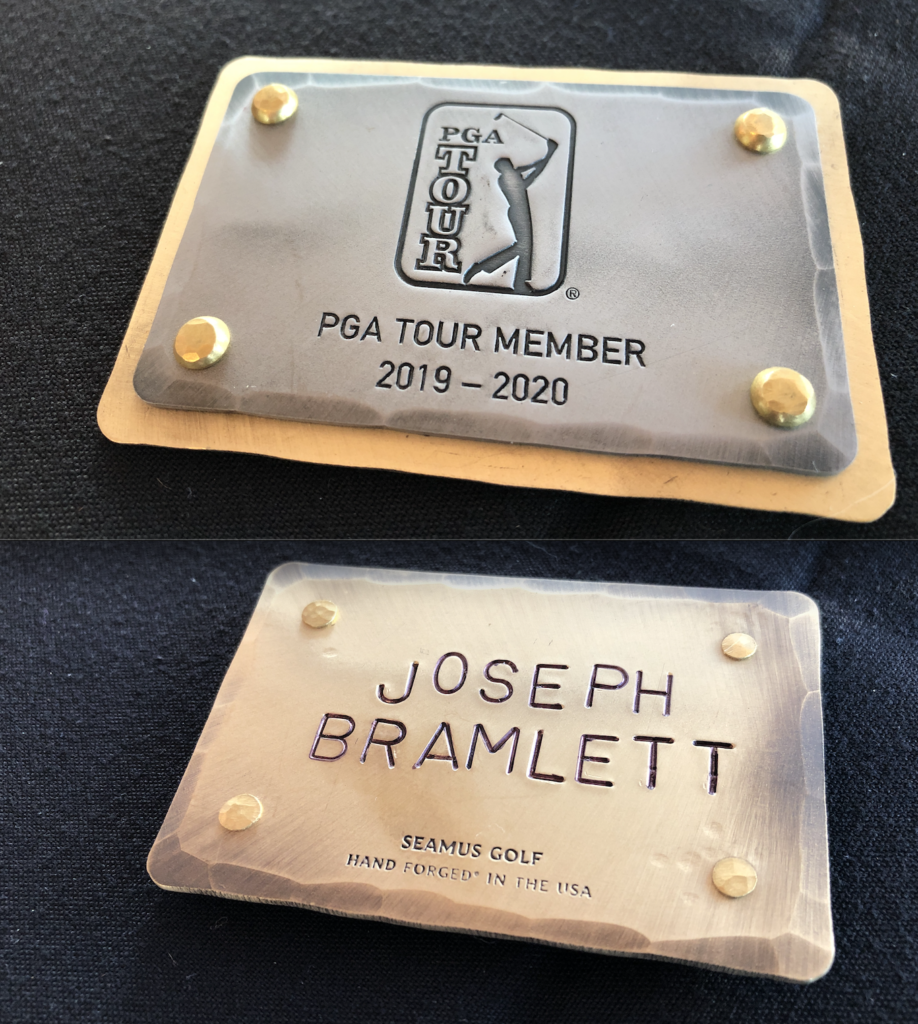 PGA
TOUR
®
PGA TOUR MEMBER
2019 – 2020
JOSEPH
BRAMLETT
SEAMUS GOLF
HAND FORGED® IN THE USA